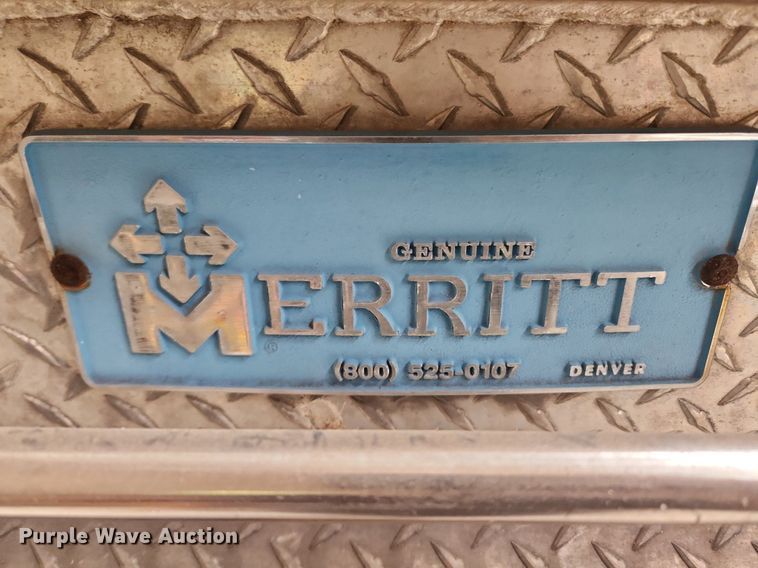 GENUINE
MERRITT
®
(800) 525-0107 DENVER
Purple Wave Auction®